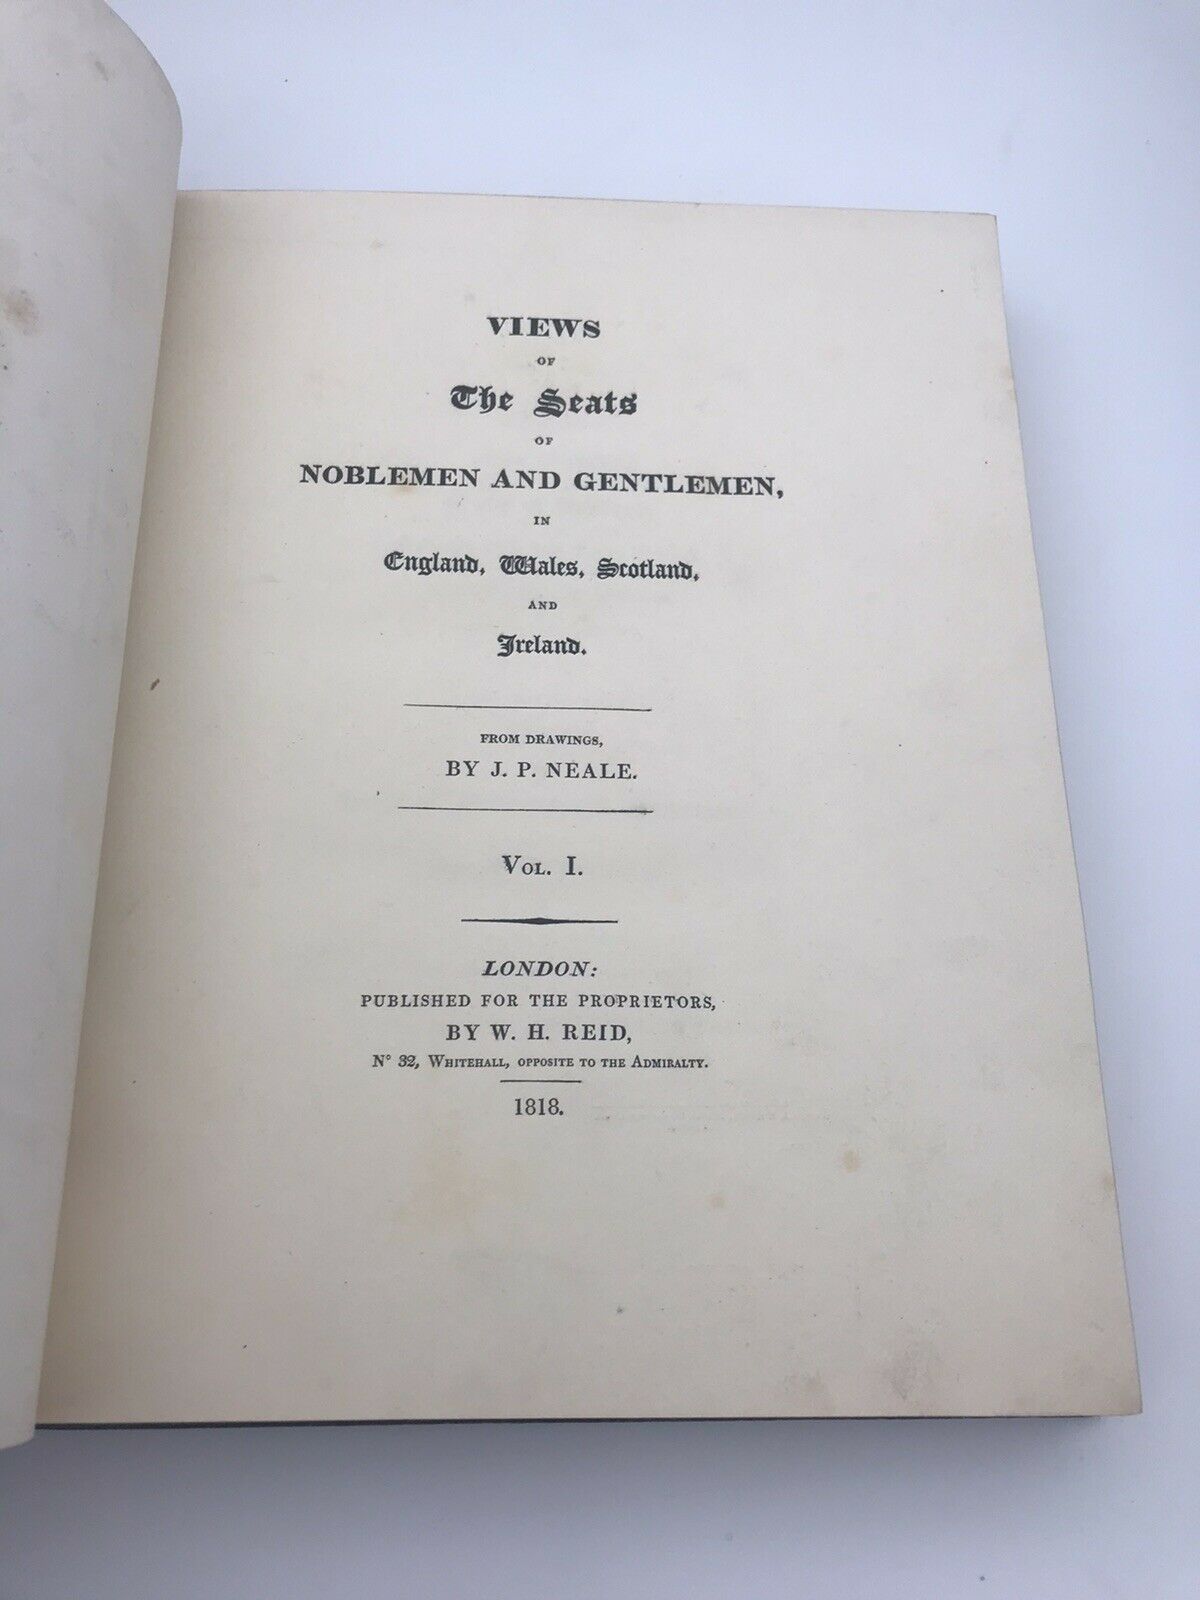 VIEWS
OF
The Seats
OF
NOBLEMEN AND GENTLEMEN,
IN
England, Wales, Scotland,
AND
Ireland.
FROM DRAWINGS,
BY J. P. NEALE.
VOL. I.
LONDON:
PUBLISHED FOR THE PROPRIETORS,
BY W. H. REID,
N° 32, WHITEHALL, OPPOSITE TO THE ADMIRALTY.
1818.